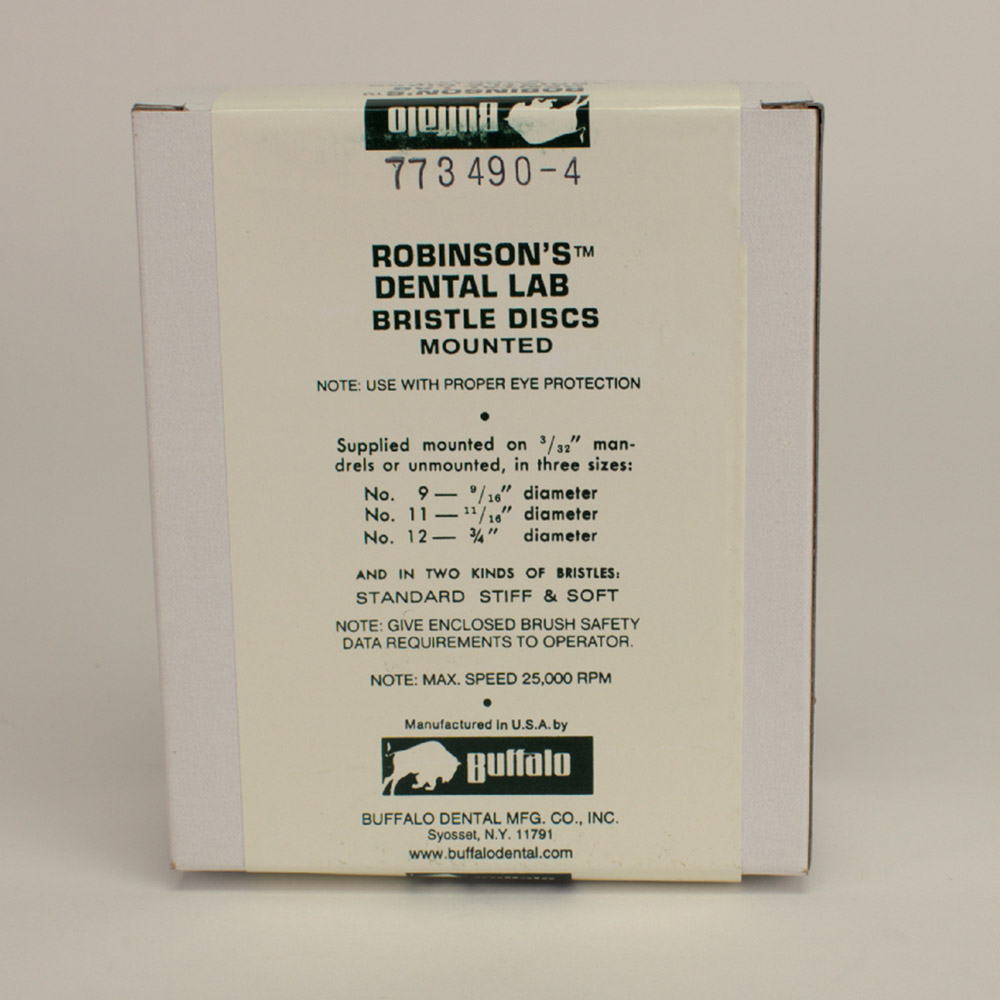 ROBINSON'S
Buffalo
773490-4
ROBINSON'S™
DENTAL LAB
BRISTLE DISCS
MOUNTED
NOTE: USE WITH PROPER EYE PROTECTION
•
Supplied mounted on 3/32" man-
drels or unmounted, in three sizes:
No. 9 — 9/16" diameter
No. 11 — 11/16" diameter
No. 12 — ¾" diameter
AND IN TWO KINDS OF BRISTLES:
STANDARD STIFF & SOFT
NOTE: GIVE ENCLOSED BRUSH SAFETY
DATA REQUIREMENTS TO OPERATOR.
NOTE: MAX. SPEED 25,000 RPM
•
Manufactured in U.S.A. by
Buffalo
BUFFALO DENTAL MFG. CO., INC.
Syosset, N.Y. 11791
www.buffalodental.com